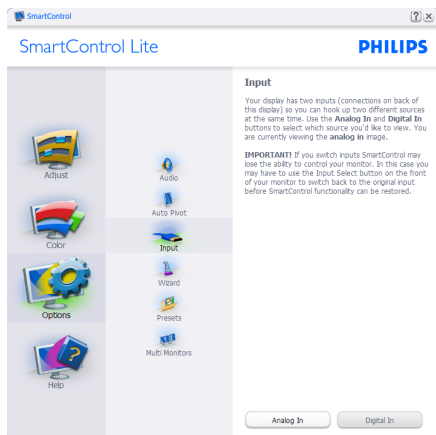 SmartControl
SmartControl Lite
PHILIPS
Adjust
Color
Options
Help
Audio
Auto Pivot
Input
Wizard
Presets
Multi Monitors
Input
Your display has two inputs (connections on back of
this display) so you can hook up two different sources
at the same time. Use the Analog In and Digital In
buttons to select which source you'd like to view. You
are currently viewing the analog in image.
IMPORTANT! If you switch inputs SmartControl may
lose the ability to control your monitor. In this case you
may have to use the Input Select button on the front
of your monitor to switch back to the original input
before SmartControl functionality can be restored.
Analog In
Digital In